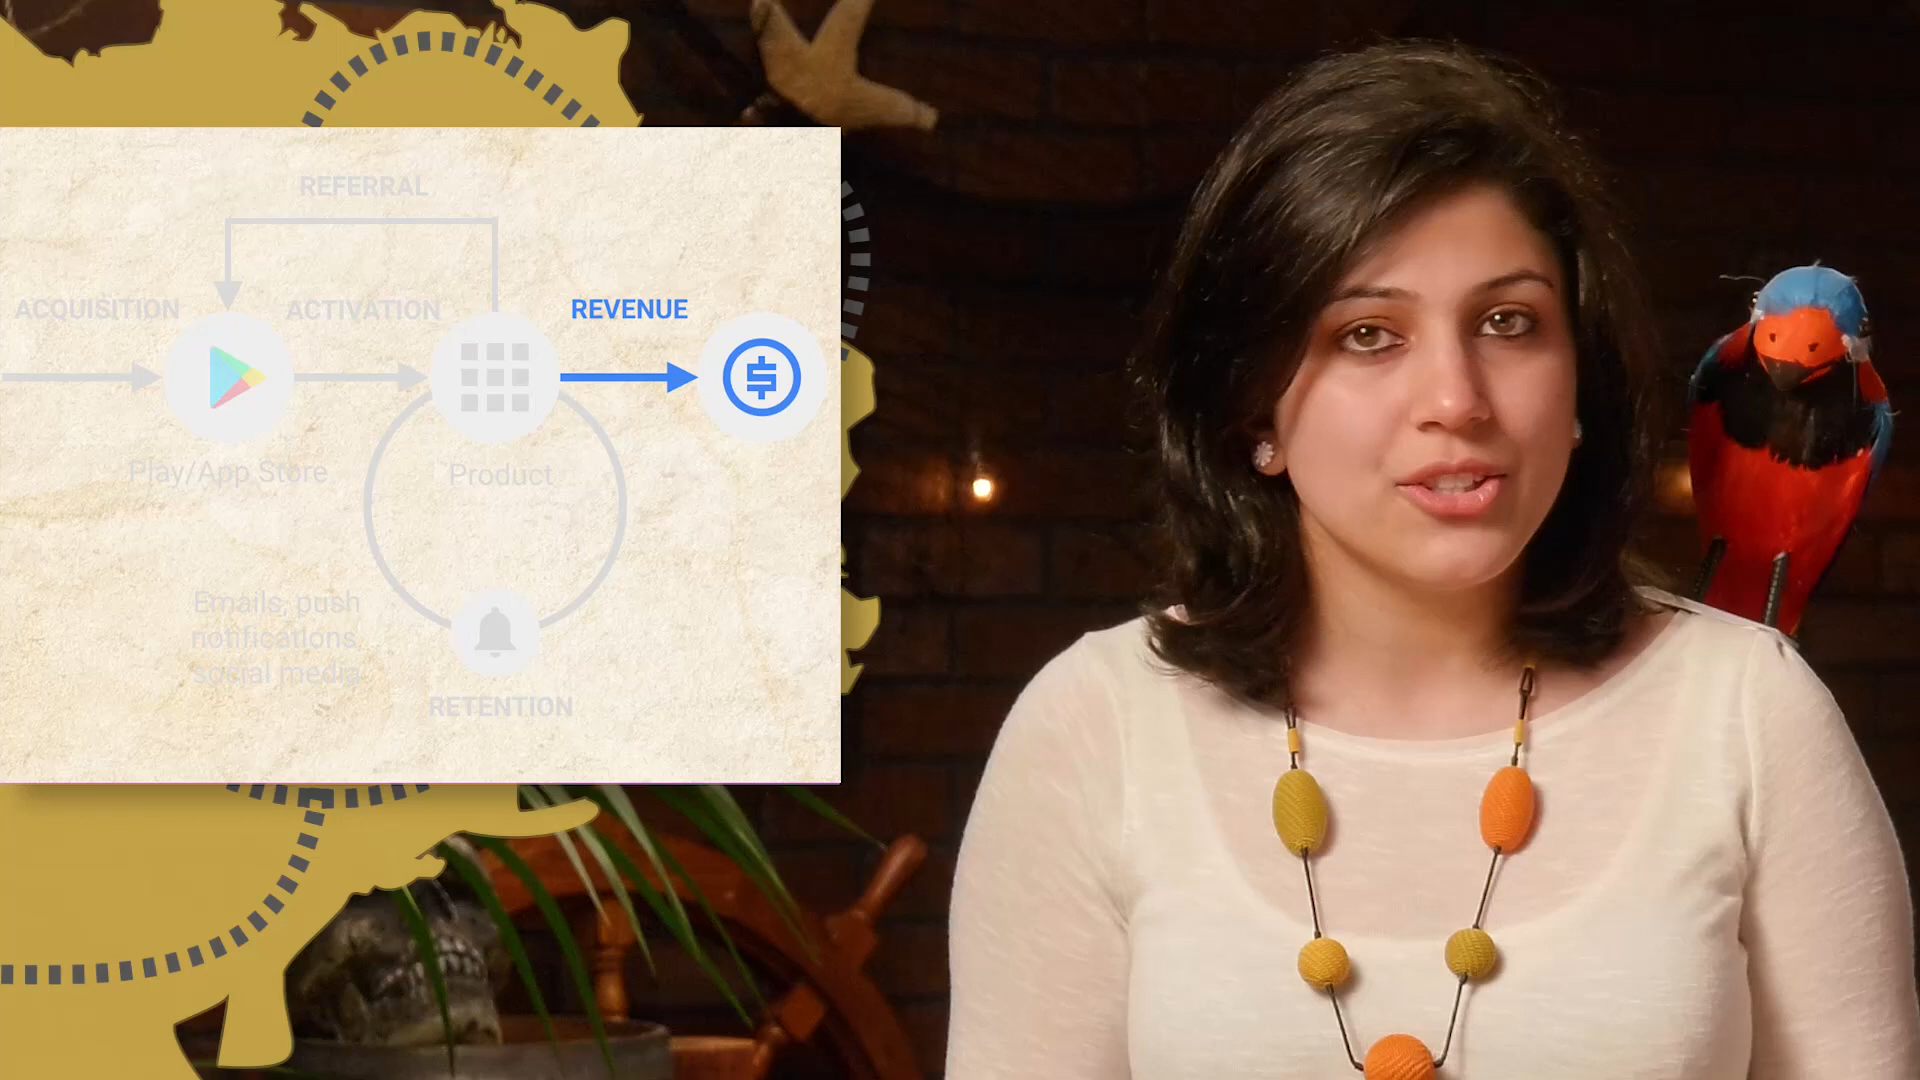 REFERRAL
ACQUISITION
ACTIVATION
REVENUE
Play/App Store
Product
Emails, push
notifications,
social media
RETENTION